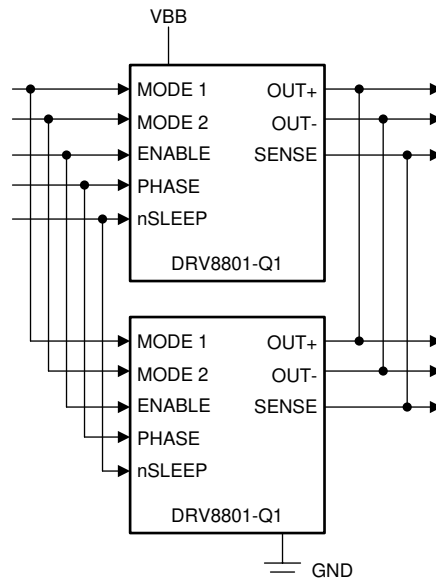 VBB
MODE 1 OUT+
MODE 2 OUT-
ENABLE SENSE
PHASE
nSLEEP
DRV8801-Q1
MODE 1 OUT+
MODE 2 OUT-
ENABLE SENSE
PHASE
nSLEEP
DRV8801-Q1
GND